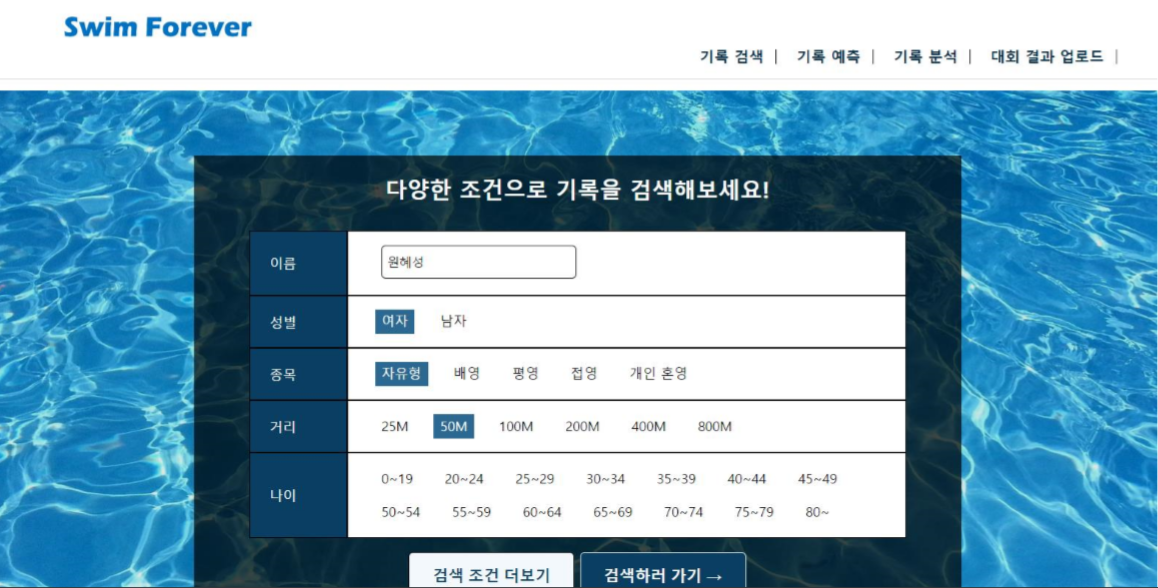 Swim Forever
기록 검색 | 기록 예측 | 기록 분석 | 대회 결과 업로드 |
다양한 조건으로 기록을 검색해보세요!
이름 원혜성
성별 여자 남자
종목 자유형 배영 평영 접영 개인 혼영
거리 25M 50M 100M 200M 400M 800M
나이 0~19 20~24 25~29 30~34 35~39 40~44 45~49
50~54 55~59 60~64 65~69 70~74 75~79 80~
검색 조건 더보기 검색하러 가기 →